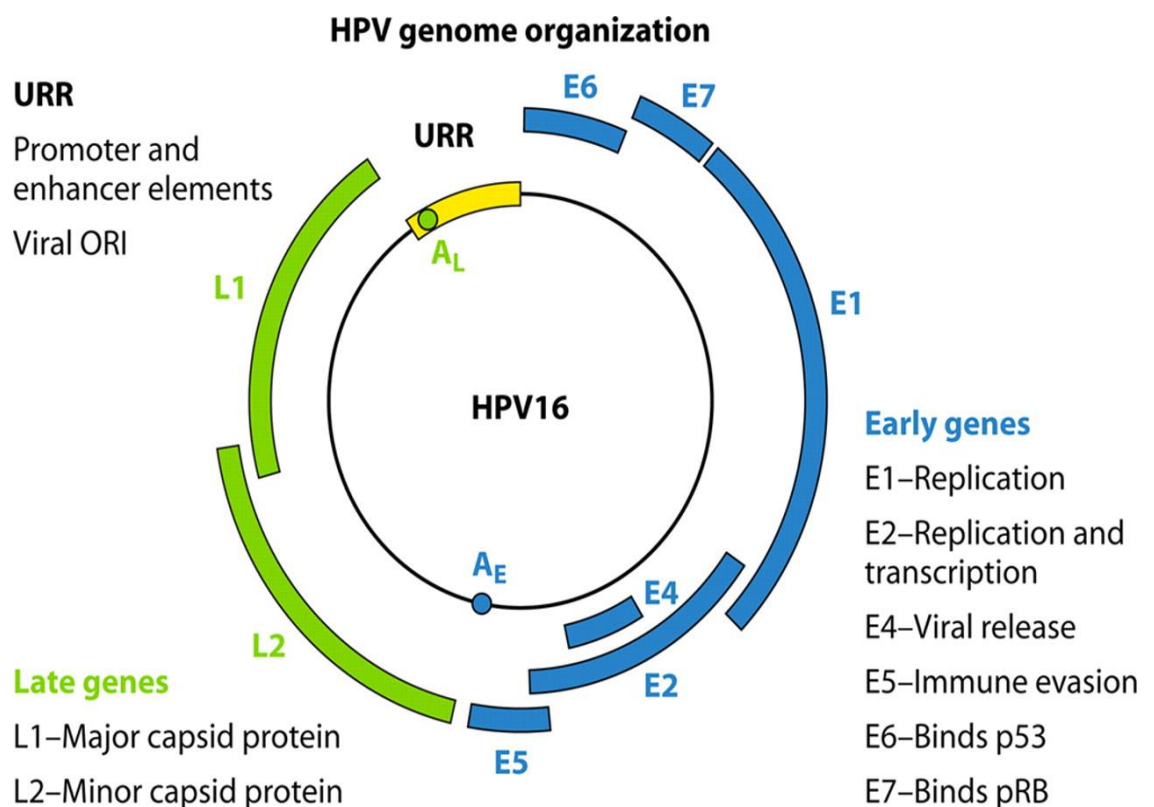 HPV genome organization
URR
Promoter and
enhancer elements
Viral ORI
URR
E6
E7
A_L
L1
E1
HPV16
A_E
E4
L2
E2
E5
Late genes
L1–Major capsid protein
L2–Minor capsid protein
Early genes
E1–Replication
E2–Replication and
transcription
E4–Viral release
E5–Immune evasion
E6–Binds p53
E7–Binds pRB